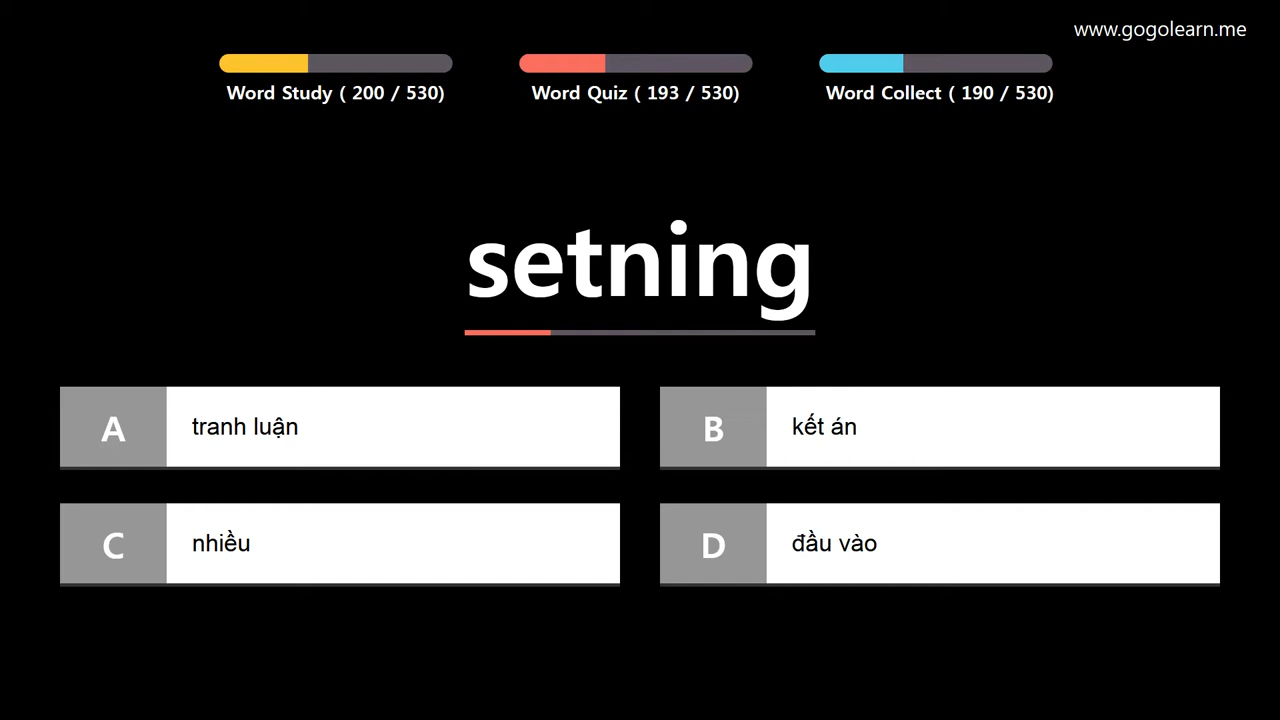 www.gogolearn.me
Word Study ( 200 / 530)
Word Quiz ( 193 / 530)
Word Collect ( 190 / 530)
setning
A
tranh luận
B
kết án
C
nhiều
D
đầu vào